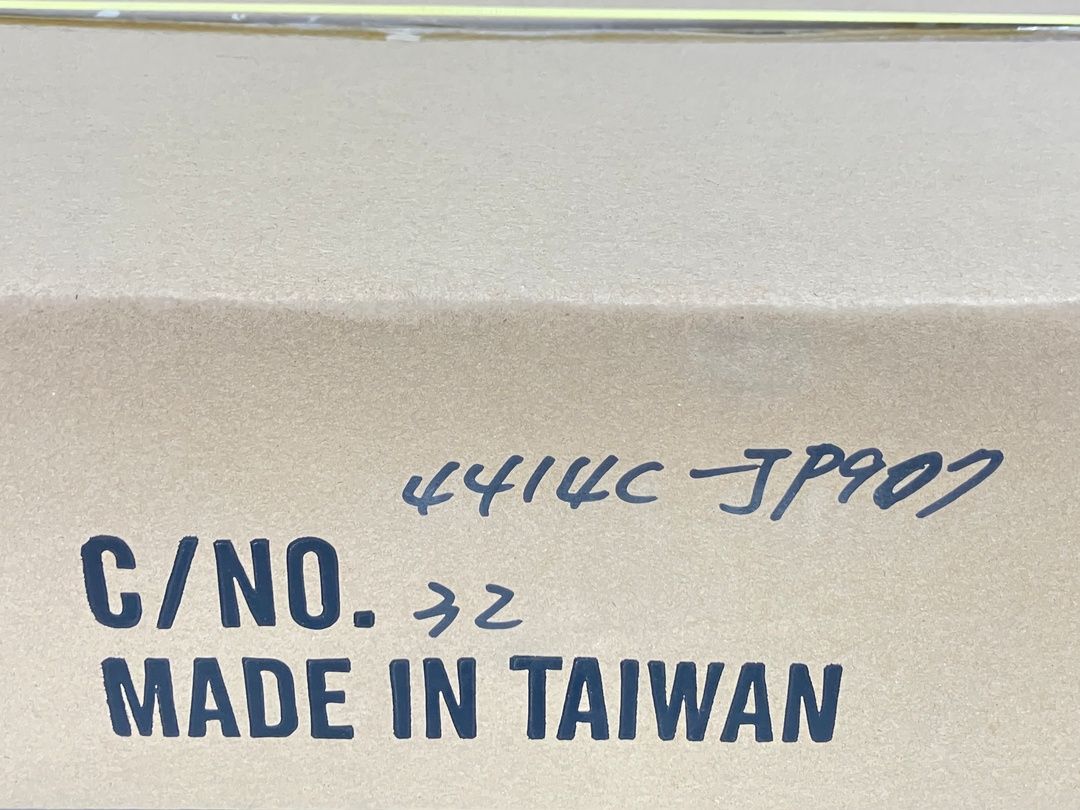 4414C-JP907
C/NO. 32
MADE IN TAIWAN